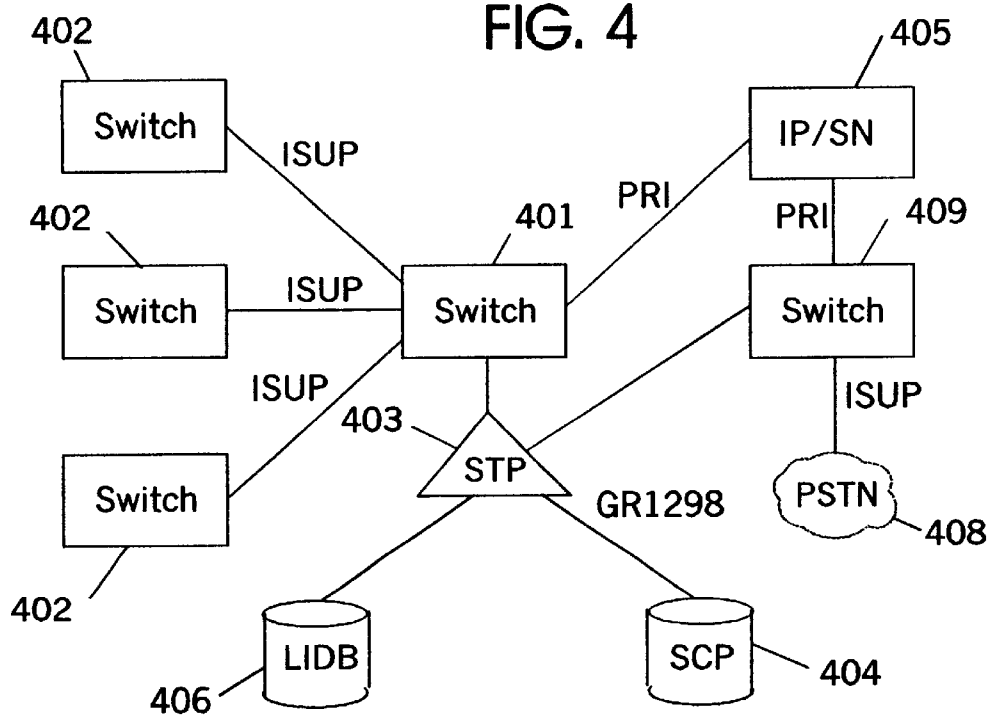 FIG. 4
402
405
Switch
IP/SN
ISUP
PRI
402
401
PRI
409
Switch
ISUP
Switch
Switch
ISUP
ISUP
403
STP
Switch
GR1298
PSTN
408
402
LIDB
SCP
406
404